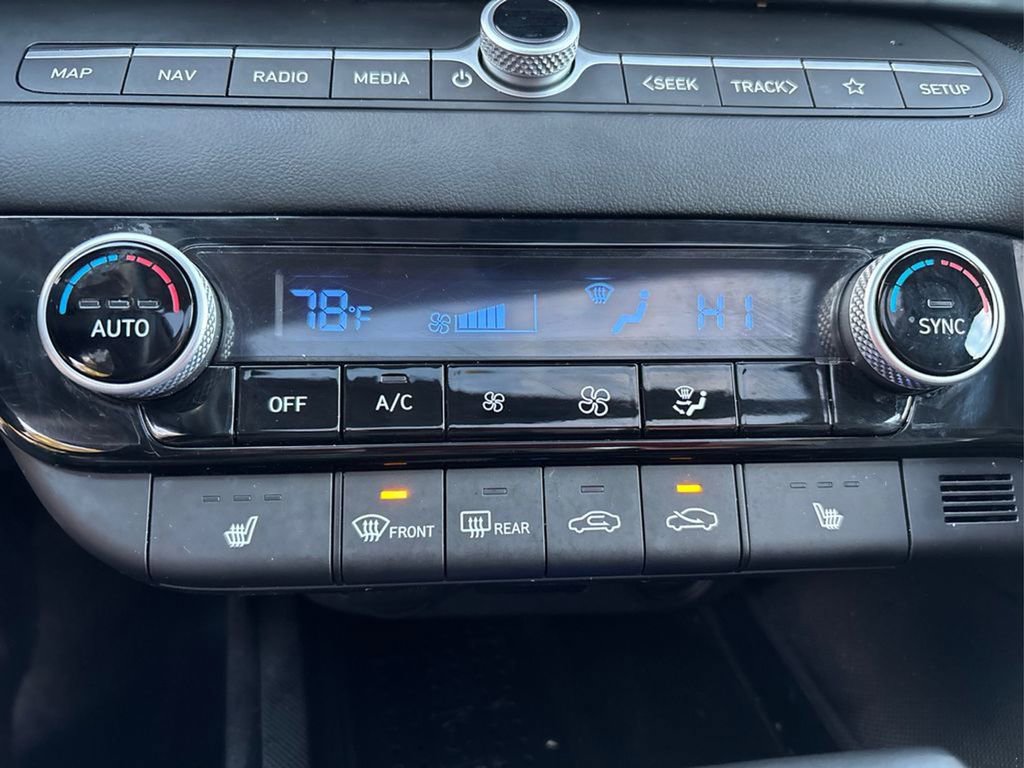 MAP NAV RADIO MEDIA <SEEK TRACK> SETUP
78°F HI
AUTO SYNC
OFF A/C
FRONT REAR